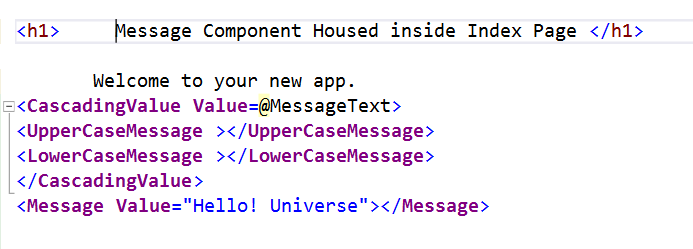 <h1>     Message Component Housed inside Index Page </h1>
Welcome to your new app.
<CascadingValue Value=@MessageText>
<UpperCaseMessage ></UpperCaseMessage>
<LowerCaseMessage ></LowerCaseMessage>
</CascadingValue>
<Message Value="Hello! Universe"></Message>